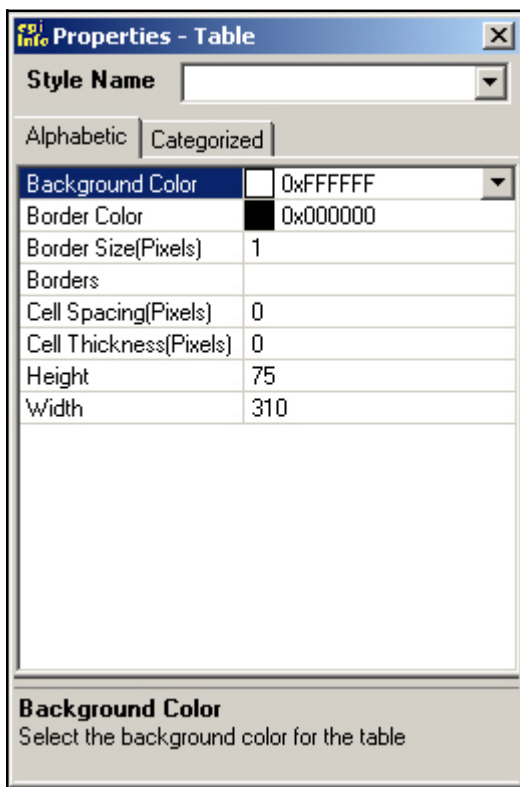 cpi info Properties - Table
Style Name
Alphabetic Categorized
Background Color 0xFFFFFF
Border Color 0x000000
Border Size(Pixels) 1
Borders
Cell Spacing(Pixels) 0
Cell Thickness(Pixels) 0
Height 75
Width 310
Background Color
Select the background color for the table